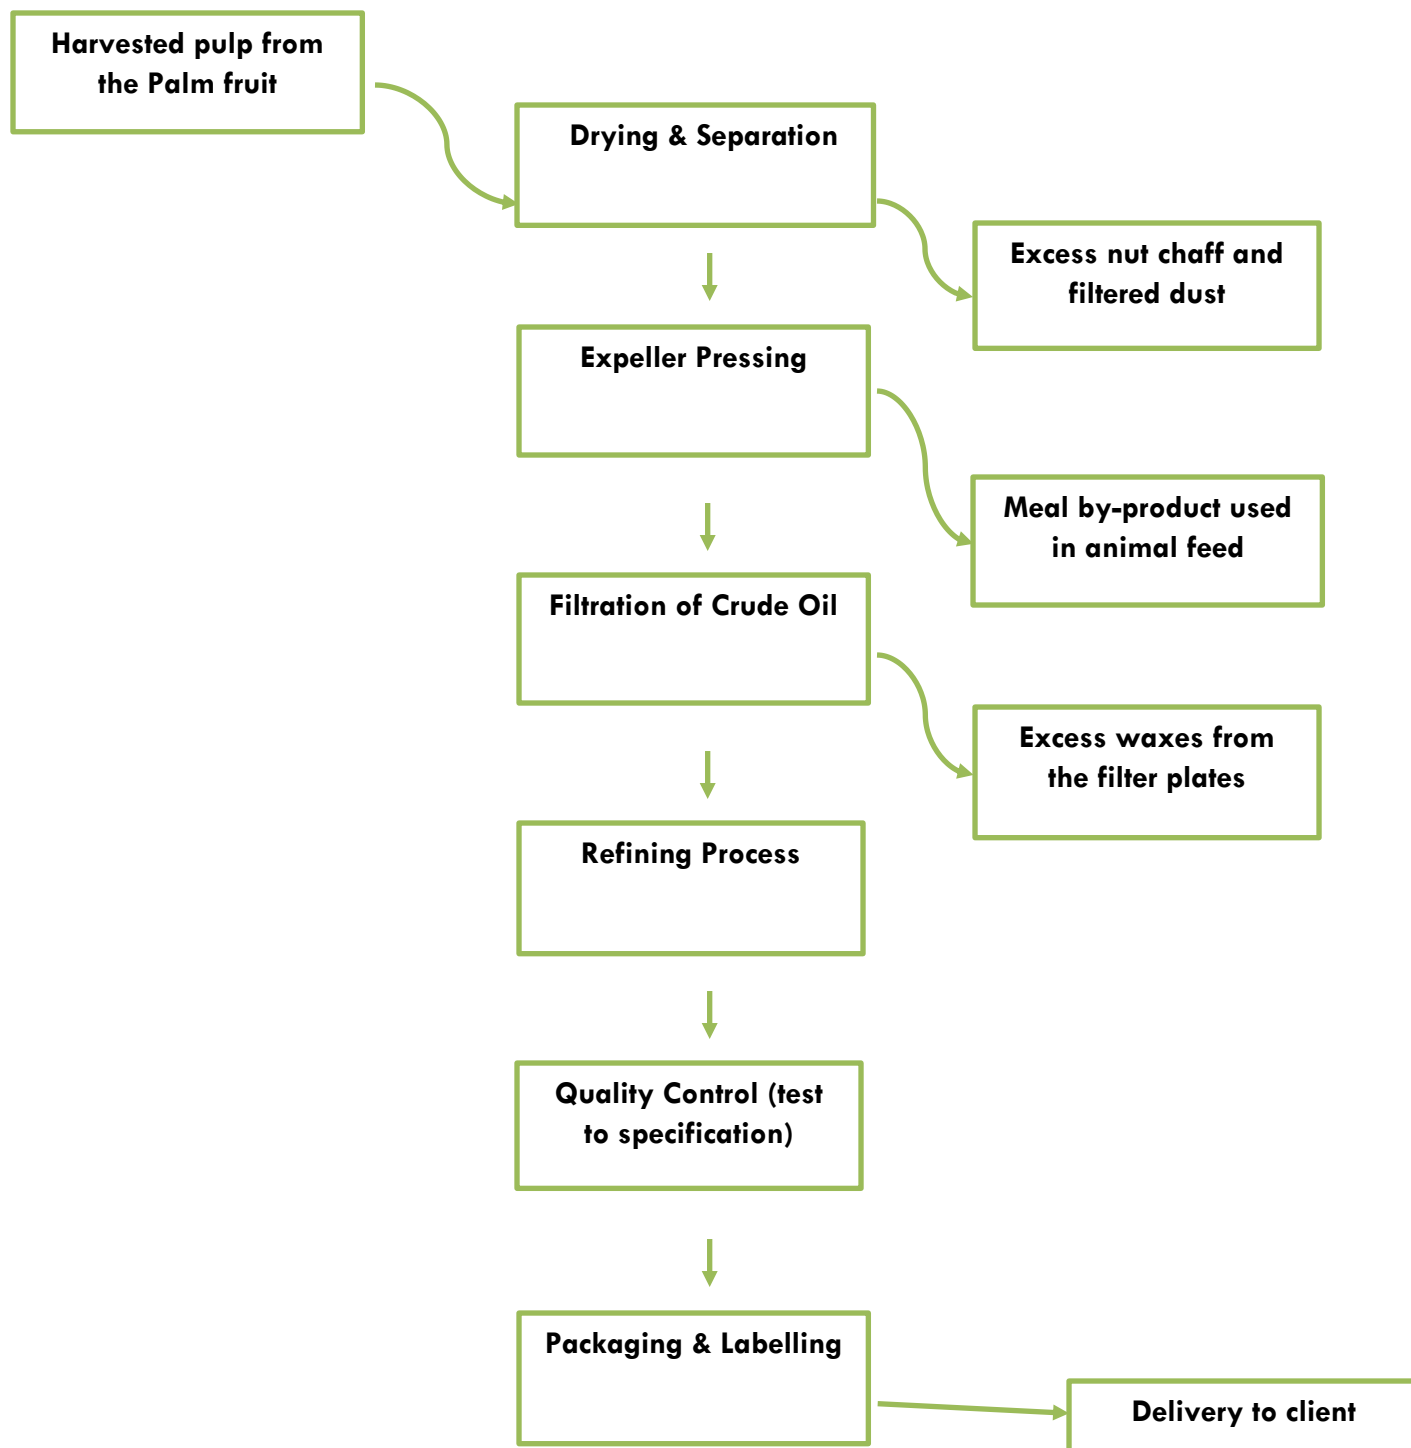 Harvested pulp from
the Palm fruit
Drying & Separation
Excess nut chaff and
filtered dust
Expeller Pressing
Meal by-product used
in animal feed
Filtration of Crude Oil
Excess waxes from
the filter plates
Refining Process
Quality Control (test
to specification)
Packaging & Labelling
Delivery to client